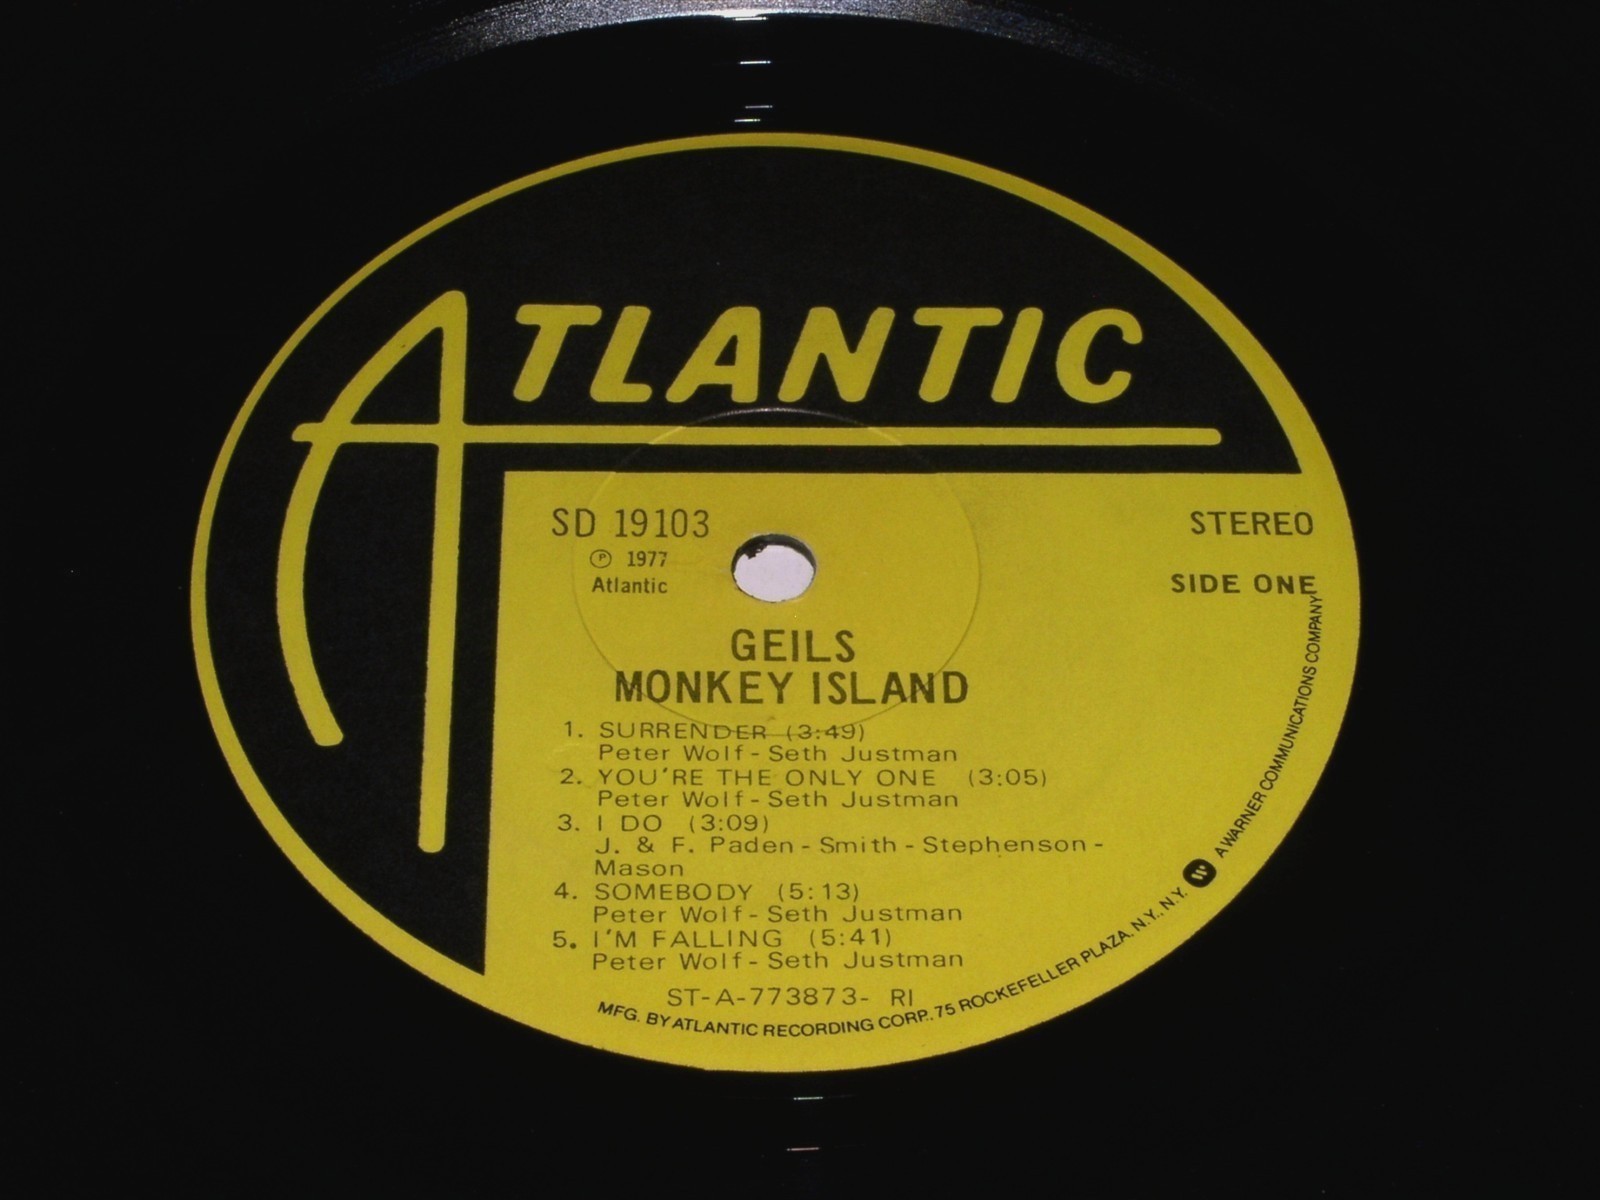 ATLANTIC
SD 19103
STEREO
℗ 1977
Atlantic
SIDE ONE
GEILS
MONKEY ISLAND
1. SURRENDER (3:49)
Peter Wolf - Seth Justman
2. YOU'RE THE ONLY ONE (3:05)
Peter Wolf - Seth Justman
3. I DO (3:09)
J. & F. Paden - Smith - Stephenson -
Mason
4. SOMEBODY (5:13)
Peter Wolf - Seth Justman
5. I'M FALLING (5:41)
Peter Wolf - Seth Justman
ST-A-773873- RI
MFG. BY ATLANTIC RECORDING CORP., 75 ROCKEFELLER PLAZA, N.Y., N.Y. W A WARNER COMMUNICATIONS COMPANY